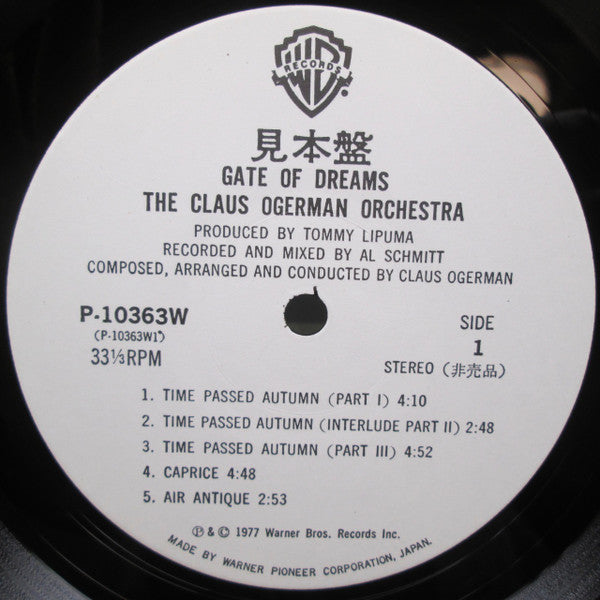 WB
RECORDS
見本盤
GATE OF DREAMS
THE CLAUS OGERMAN ORCHESTRA
PRODUCED BY TOMMY LIPUMA
RECORDED AND MIXED BY AL SCHMITT
COMPOSED, ARRANGED AND CONDUCTED BY CLAUS OGERMAN
P-10363W
(P-10363W1)
33⅓RPM
SIDE
1
STEREO (非売品)
1. TIME PASSED AUTUMN (PART I) 4:10
2. TIME PASSED AUTUMN (INTERLUDE PART II) 2:48
3. TIME PASSED AUTUMN (PART III) 4:52
4. CAPRICE 4:48
5. AIR ANTIQUE 2:53
℗ & © 1977 Warner Bros. Records Inc.
MADE BY WARNER PIONEER CORPORATION, JAPAN.